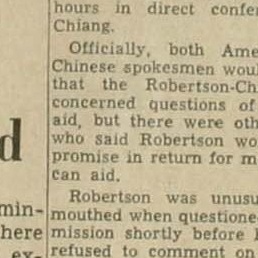 hours in direct confer
Chiang.
Officially, both Ame
Chinese spokesmen woul
that the Robertson-Ch
concerned questions of
aid, but there were oth
who said Robertson wo
promise in return for m
can aid.
Robertson was unusu
mouthed when questione
mission shortly before
refused to comment on
d
min-
here
ex-